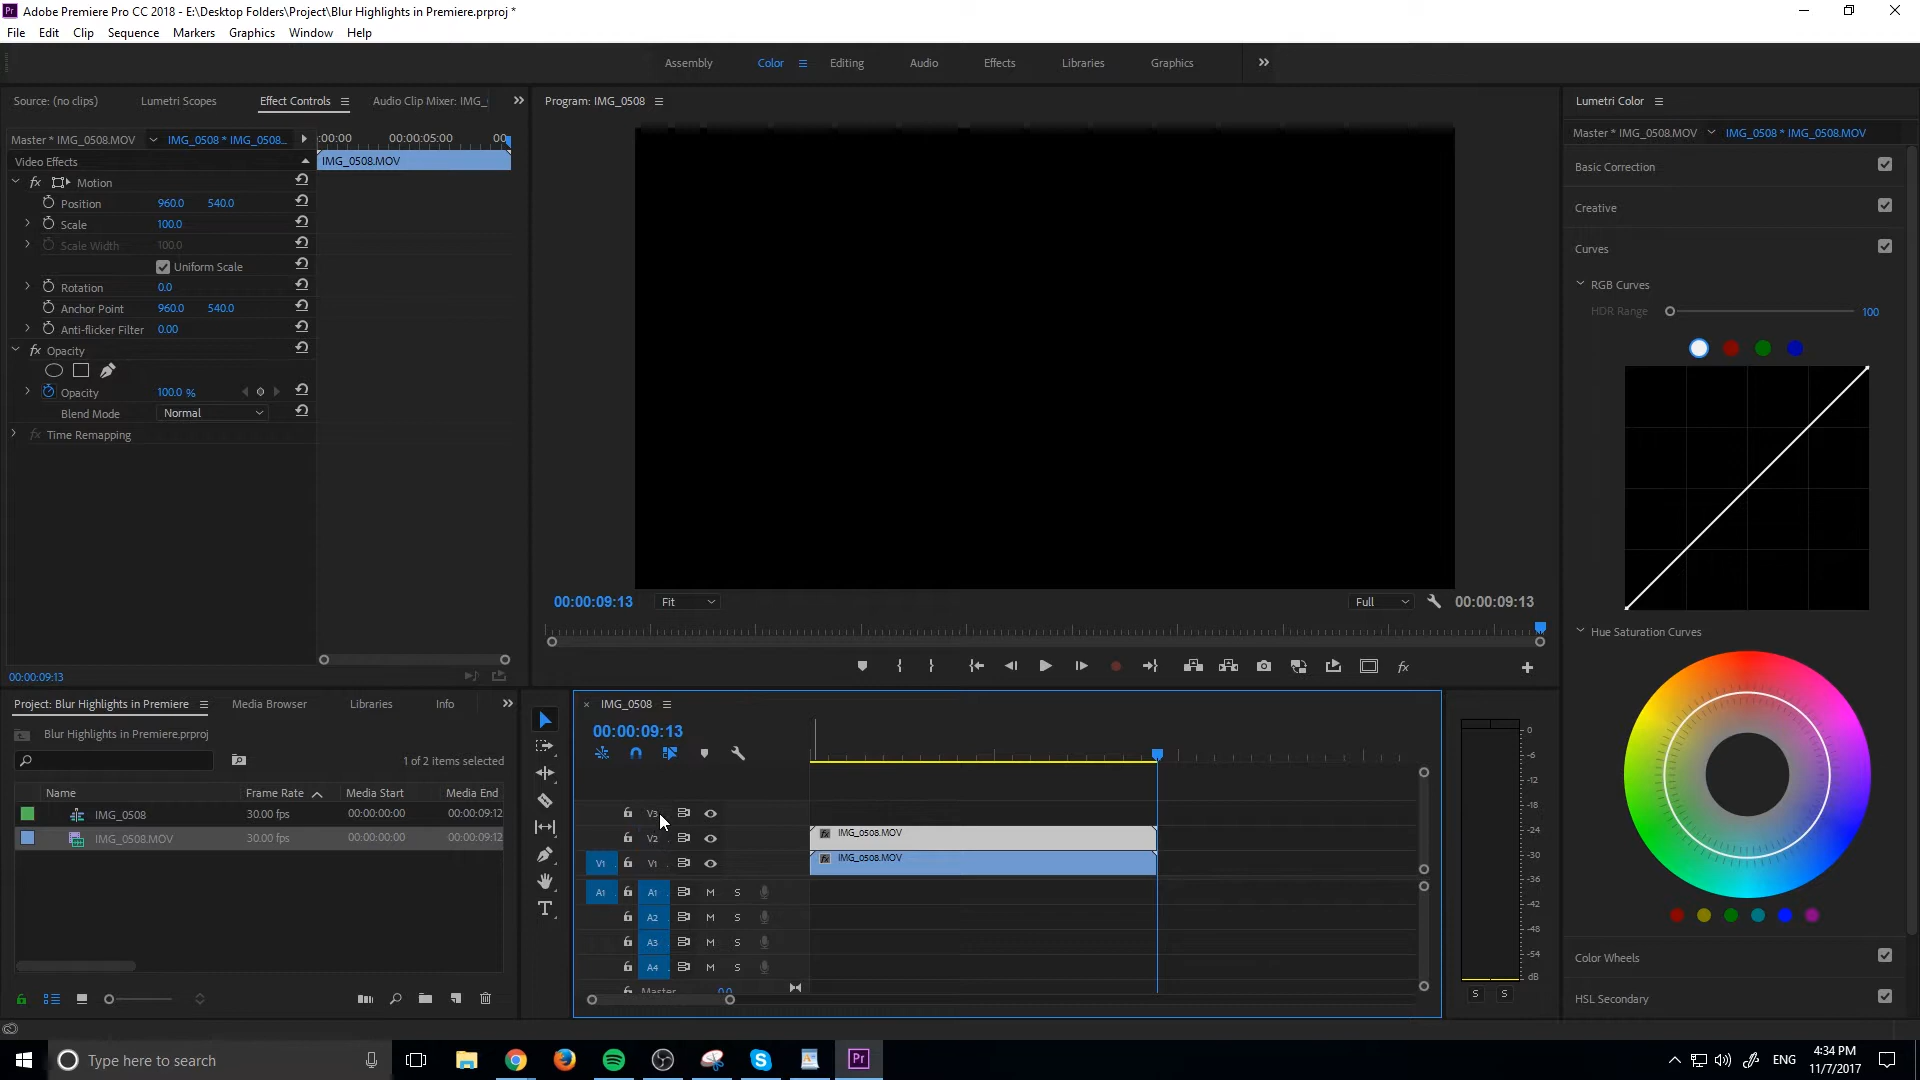 Adobe Premiere Pro CC 2018 - E:\Desktop Folders\Project\Blur Highlights in Premiere.prproj *
File Edit Clip Sequence Markers Graphics Window Help
Assembly Color Editing Audio Effects Libraries Graphics
Source: (no clips) Lumetri Scopes Effect Controls Audio Clip Mixer: IMG_
Program: IMG_0508
Lumetri Color
Master * IMG_0508.MOV IMG_0508 * IMG_0508... :00:00 00:00:05:00 00
Master * IMG_0508.MOV IMG_0508 * IMG_0508.MOV
Video Effects
IMG_0508.MOV
fx Motion
Position 960.0 540.0
Scale 100.0
Scale Width 100.0
Uniform Scale
Rotation 0.0
Anchor Point 960.0 540.0
Anti-flicker Filter 0.00
fx Opacity
Opacity 100.0 %
Blend Mode Normal
fx Time Remapping
00:00:09:13
Basic Correction
Creative
Curves
RGB Curves
HDR Range 100
Hue Saturation Curves
Color Wheels
HSL Secondary
00:00:09:13 Fit Full 00:00:09:13
fx
Project: Blur Highlights in Premiere Media Browser Libraries Info
Blur Highlights in Premiere.prproj
1 of 2 items selected
Name Frame Rate Media Start Media End
IMG_0508 30.00 fps 00:00:00:00 00:00:09:12
IMG_0508.MOV 30.00 fps 00:00:00:00 00:00:09:12
T
× IMG_0508
00:00:09:13
V3
V2 fx IMG_0508.MOV
V1 V1 fx IMG_0508.MOV
A1 A1 M S
A2 M S
A3 M S
A4 M S
Master 0.0
0
-6
-12
-18
-24
-30
-36
-42
-48
-54
dB
S S
Type here to search
Pr
ENG
4:34 PM
11/7/2017